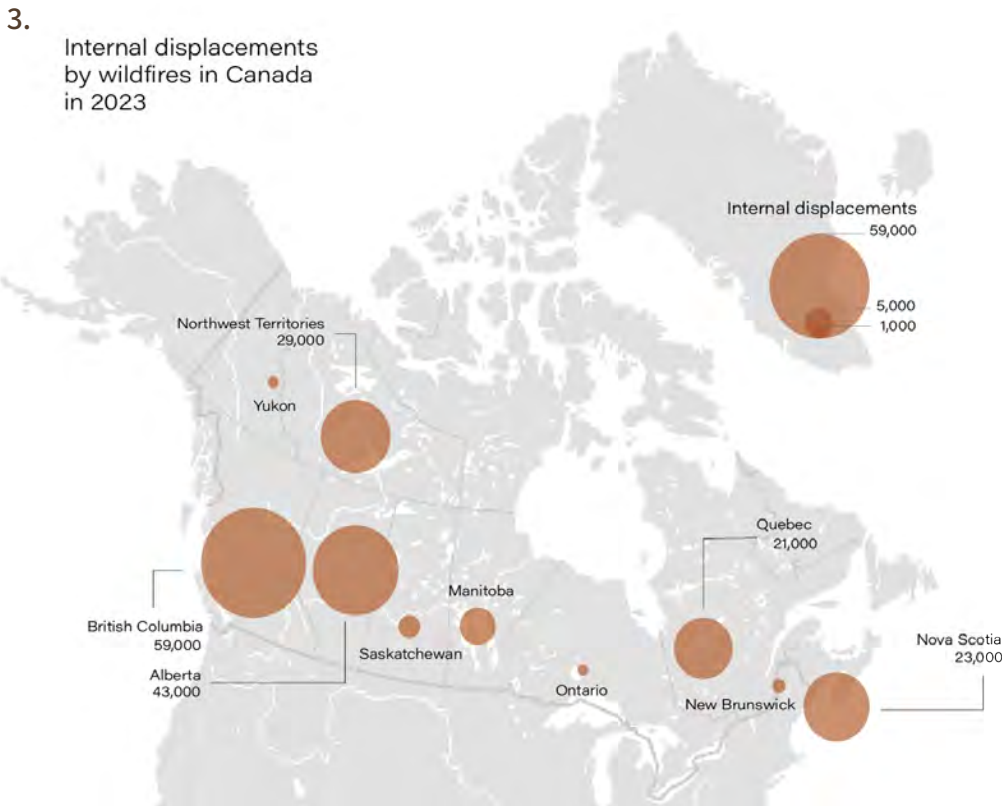 3.
Internal displacements
by wildfires in Canada
in 2023
Internal displacements
59,000
5,000
1,000
Northwest Territories
29,000
Yukon
Quebec
21,000
Manitoba
British Columbia
59,000
Saskatchewan
Alberta
43,000
Ontario
New Brunswick
Nova Scotia
23,000